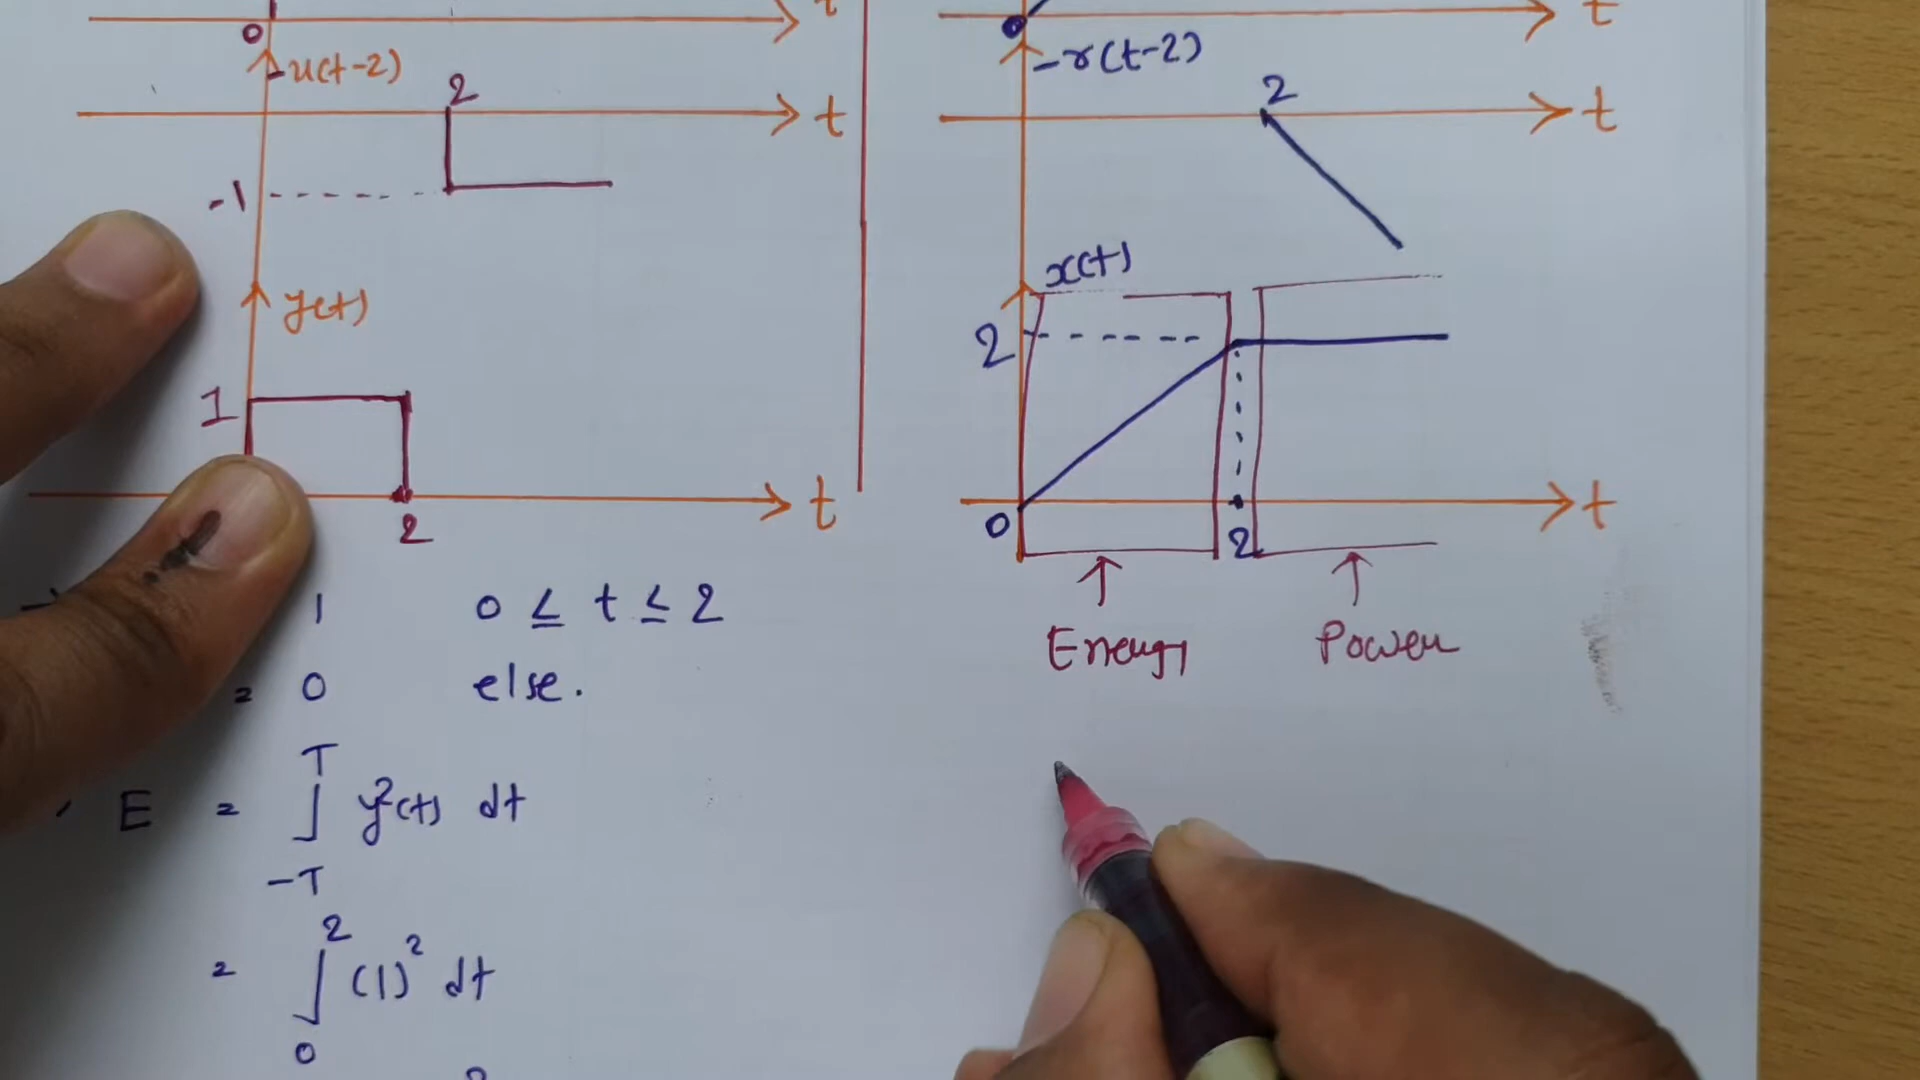 0
t
-u(t-2)
2
t
-1
y(t)
1
2
t
1 0 ≤ t ≤ 2
= 0 else.
E = ∫ y²(t) dt
T
-T
= ∫ (1)² dt
2
0
0
t
-r(t-2)
2
t
x(t)
2
0
2
t
Energy
Power